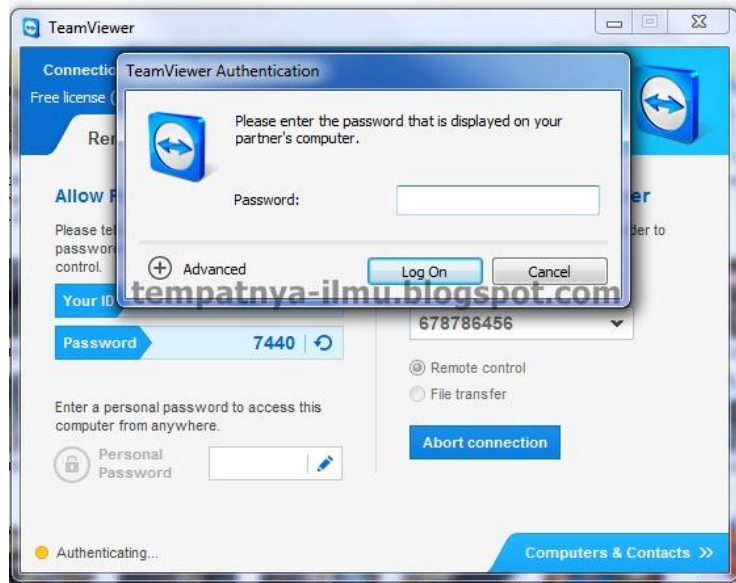 TeamViewer
Connectio
Free license (
Rer
TeamViewer Authentication
Please enter the password that is displayed on your
partner's computer.
Password:
Advanced
Log On
Cancel
tempatnya-ilmu.blogspot.com
Allow
er
Please tel
der to
password
control.
Your ID
Password
7440
Enter a personal password to access this
computer from anywhere.
Personal
Password
678786456
Remote control
File transfer
Abort connection
Authenticating...
Computers & Contacts